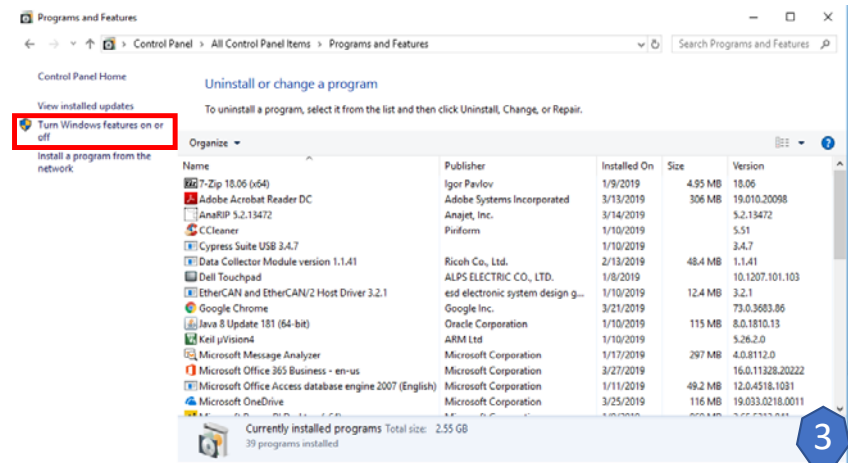 Programs and Features
Control Panel > All Control Panel Items > Programs and Features
Search Programs and Features
Control Panel Home
View installed updates
Turn Windows features on or
off
Install a program from the
network
Uninstall or change a program
To uninstall a program, select it from the list and then click Uninstall, Change, or Repair.
Organize
Name Publisher Installed On Size Version
7-Zip 18.06 (x64) Igor Pavlov 1/9/2019 4.95 MB 18.06
Adobe Acrobat Reader DC Adobe Systems Incorporated 3/13/2019 306 MB 19.010.20098
AnaRIP 5.2.13472 Anajet, Inc. 3/14/2019 5.2.13472
CCleaner Piriform 1/10/2019 5.51
Cypress Suite USB 3.4.7 1/10/2019 3.4.7
Data Collector Module version 1.1.41 Ricoh Co., Ltd. 2/13/2019 48.4 MB 1.1.41
Dell Touchpad ALPS ELECTRIC CO., LTD. 1/8/2019 10.1207.101.103
EtherCAN and EtherCAN/2 Host Driver 3.2.1 esd electronic system design g... 1/10/2019 12.4 MB 3.2.1
Google Chrome Google Inc. 3/21/2019 73.0.3683.86
Java 8 Update 181 (64-bit) Oracle Corporation 1/10/2019 115 MB 8.0.1810.13
Keil µVision4 ARM Ltd 1/10/2019 5.26.2.0
Microsoft Message Analyzer Microsoft Corporation 1/17/2019 297 MB 4.0.8112.0
Microsoft Office 365 Business - en-us Microsoft Corporation 3/27/2019 16.0.11328.20222
Microsoft Office Access database engine 2007 (English) Microsoft Corporation 1/11/2019 49.2 MB 12.0.4518.1031
Microsoft OneDrive Microsoft Corporation 3/25/2019 116 MB 19.033.0218.0011
Currently installed programs Total size: 2.55 GB
39 programs installed
3